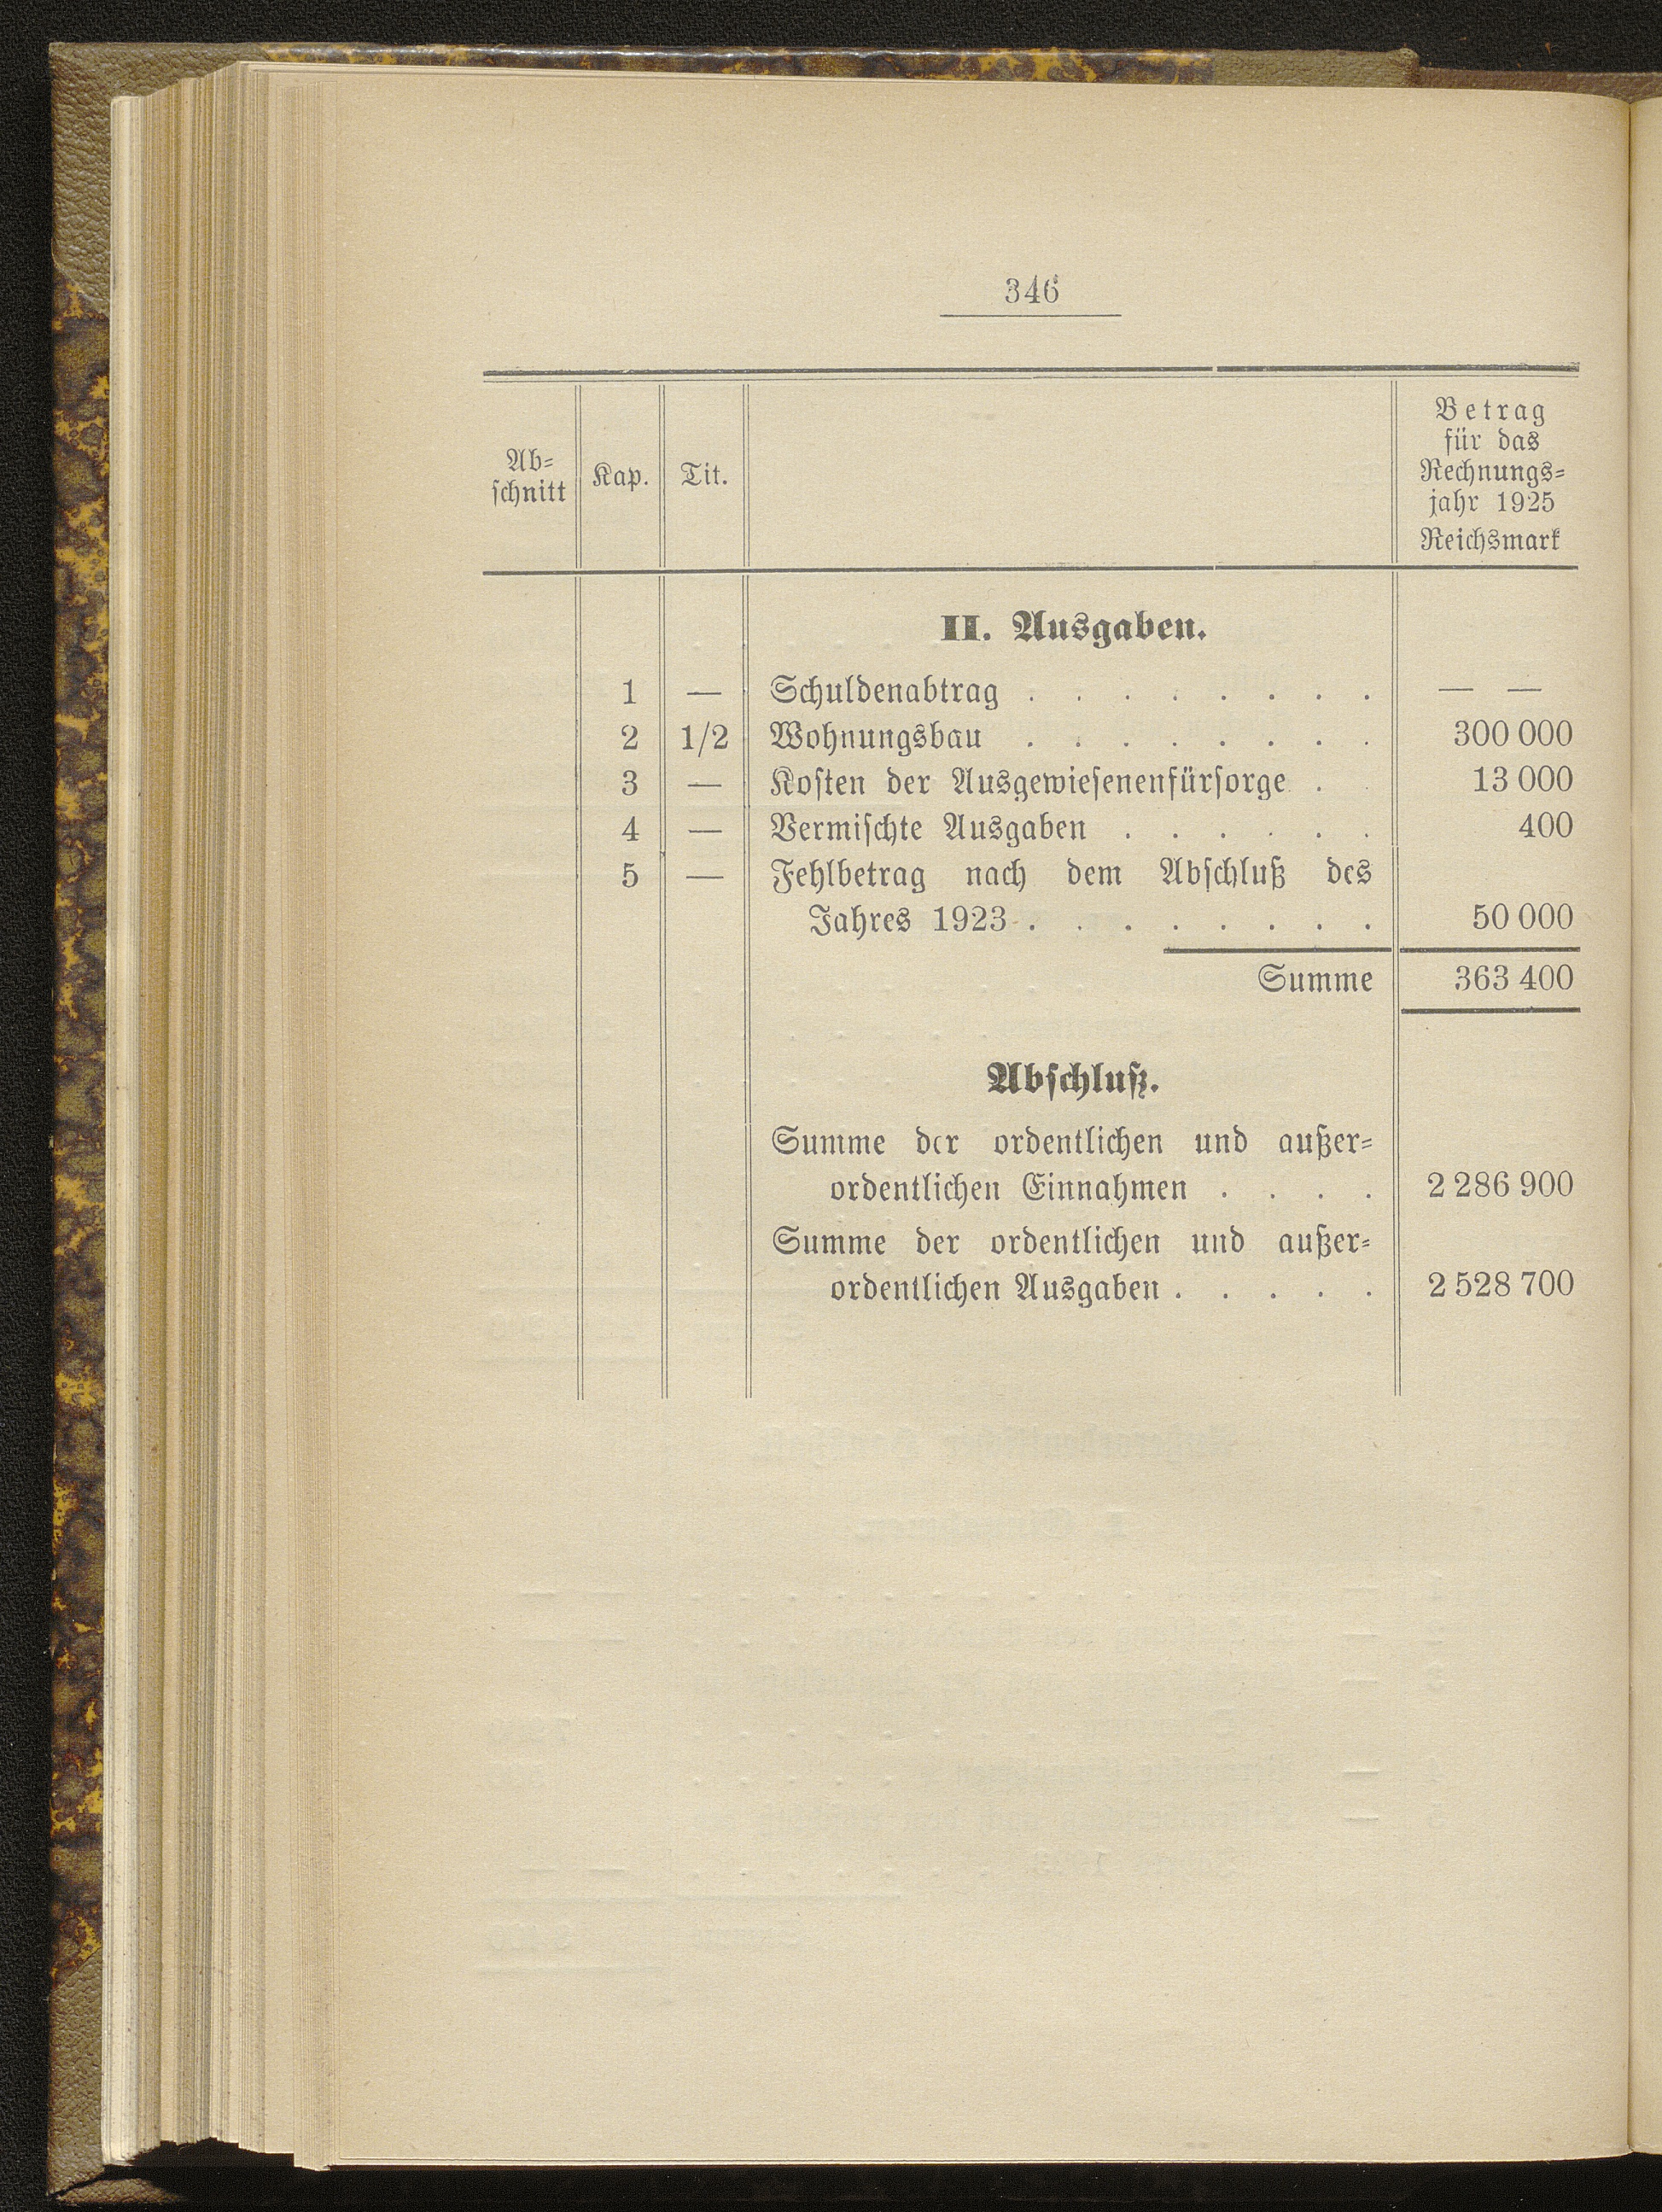 346
Ab-
schnitt Kap. Tit. Betrag
für das
Rechnungs-
jahr 1925
Reichsmark
II. Ausgaben.
1 — Schuldenabtrag . . . . . . . . — —
2 1/2 Wohnungsbau . . . . . . . . 300 000
3 — Kosten der Ausgewiesenenfürsorge . . 13 000
4 — Vermischte Ausgaben . . . . . . 400
5 — Fehlbetrag nach dem Abschluß des
Jahres 1923 . . . . . . . . 50 000
Summe 363 400
Abschluß.
Summe der ordentlichen und außer-
ordentlichen Einnahmen . . . . 2 286 900
Summe der ordentlichen und außer-
ordentlichen Ausgaben . . . . . 2 528 700